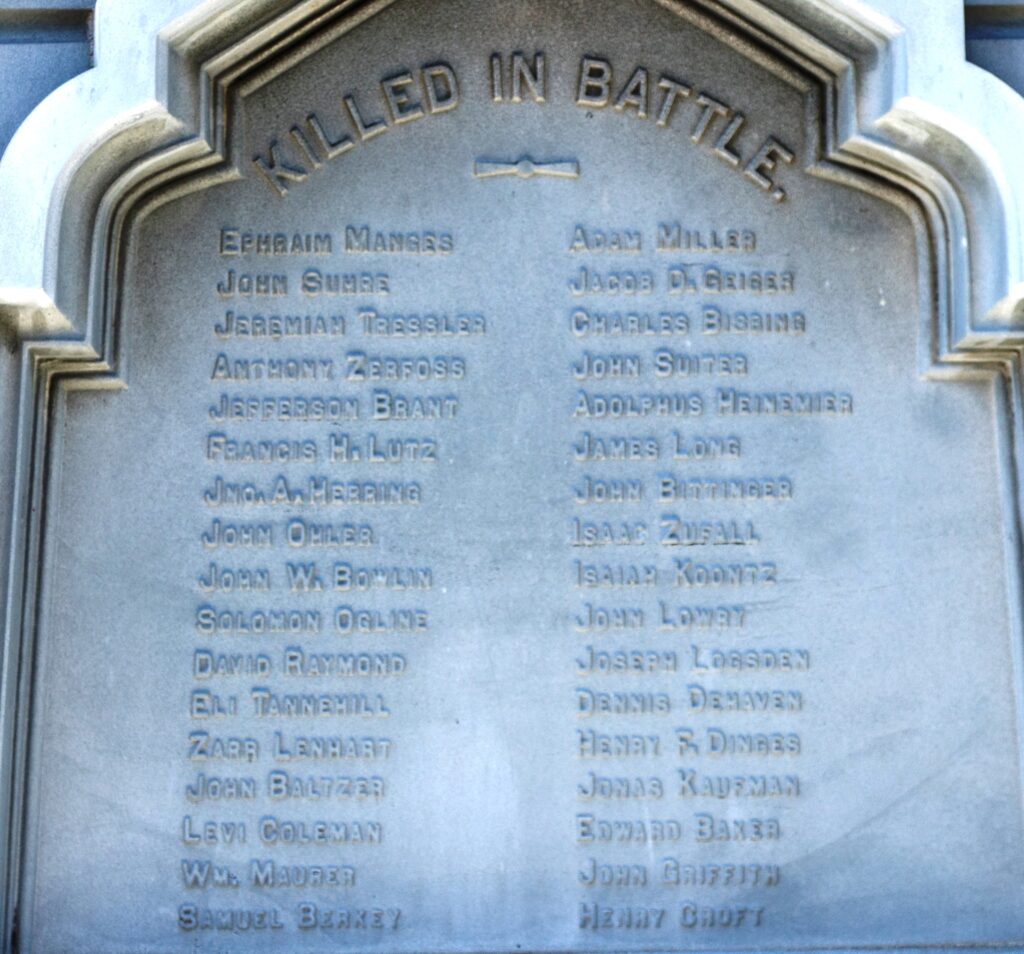 KILLED IN BATTLE.
EPHRAIM MANGES
JOHN SUHRE
JEREMIAH TRESSLER
ANTHONY ZERFOSS
JEFFERSON BRANT
FRANCIS H. LUTZ
JNO. A. HERRING
JOHN OHLER
JOHN W. BOWLIN
SOLOMON OGLINE
DAVID RAYMOND
ELI TANNEHILL
ZARR LENHART
JOHN BALTZER
LEVI COLEMAN
WM. MAURER
SAMUEL BERKEY
ADAM MILLER
JACOB D. GEIGER
CHARLES BISBING
JOHN SUITER
ADOLPHUS HEINEMIER
JAMES LONG
JOHN BITTINGER
ISAAC ZUFALL
ISAIAH KOONTZ
JOHN LOWRY
JOSEPH LOGSDEN
DENNIS DEHAVEN
HENRY F. DINGES
JONAS KAUFMAN
EDWARD BAKER
JOHN GRIFFITH
HENRY CROFT